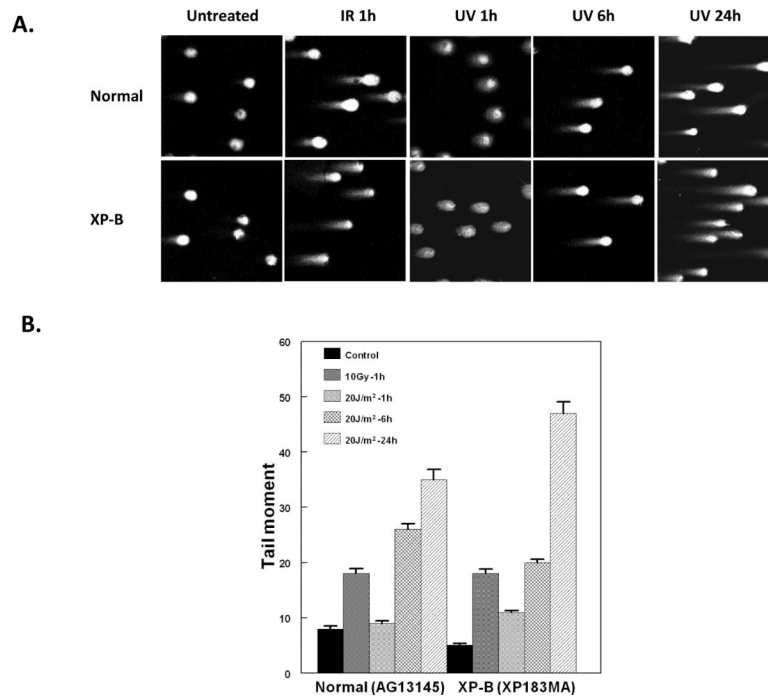 A.
Untreated IR 1h UV 1h UV 6h UV 24h
Normal
XP-B
B.
60
50
40
30
20
10
0
Tail moment
Control
10Gy-1h
20J/m²-1h
20J/m²-6h
20J/m²-24h
Normal (AG13145) XP-B (XP183MA)